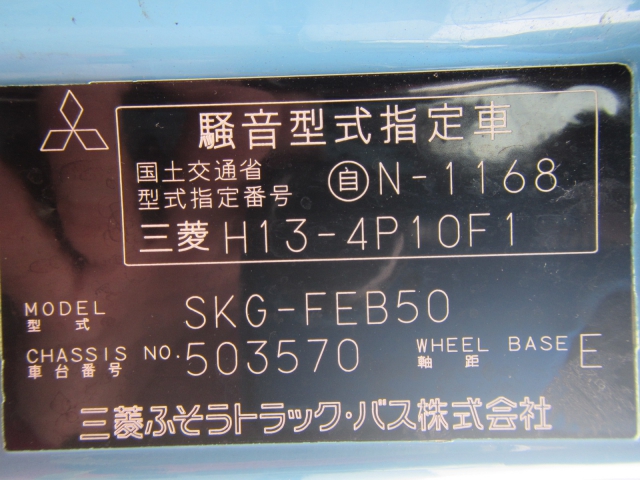 騒音型式指定車
国土交通省
型式指定番号 自N-1168
三菱 H13-4P10F1
MODEL 型式 SKG-FEB50
CHASSIS NO. 車台番号 503570 WHEEL BASE 軸距 E
三菱ふそうトラック・バス株式会社